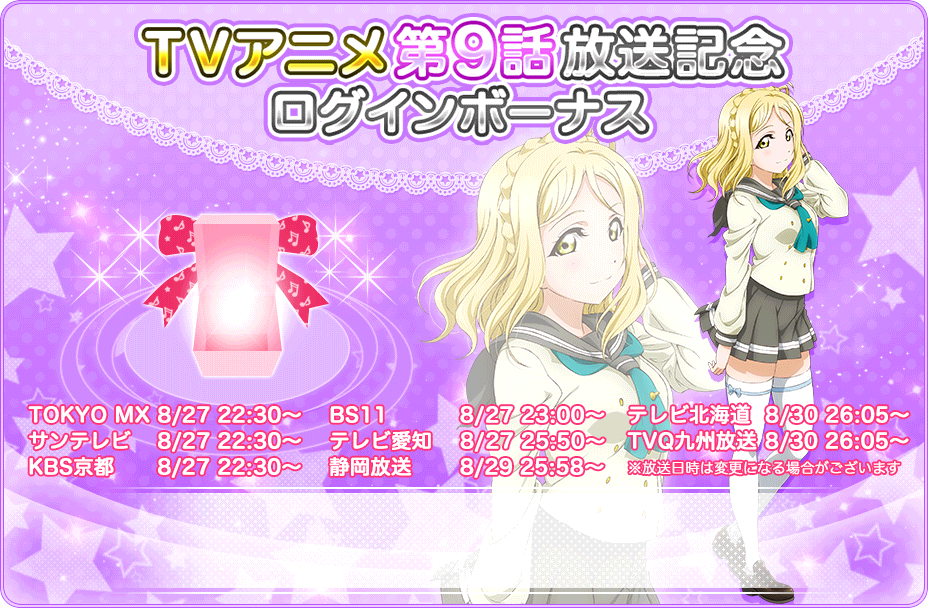 TVアニメ第9話放送記念
ログインボーナス
TOKYO MX 8/27 22:30～ BS11 8/27 23:00～ テレビ北海道 8/30 26:05～
サンテレビ 8/27 22:30～ テレビ愛知 8/27 25:50～ TVQ九州放送 8/30 26:05～
KBS京都 8/27 22:30～ 静岡放送 8/29 25:58～ ※放送日時は変更になる場合がございます